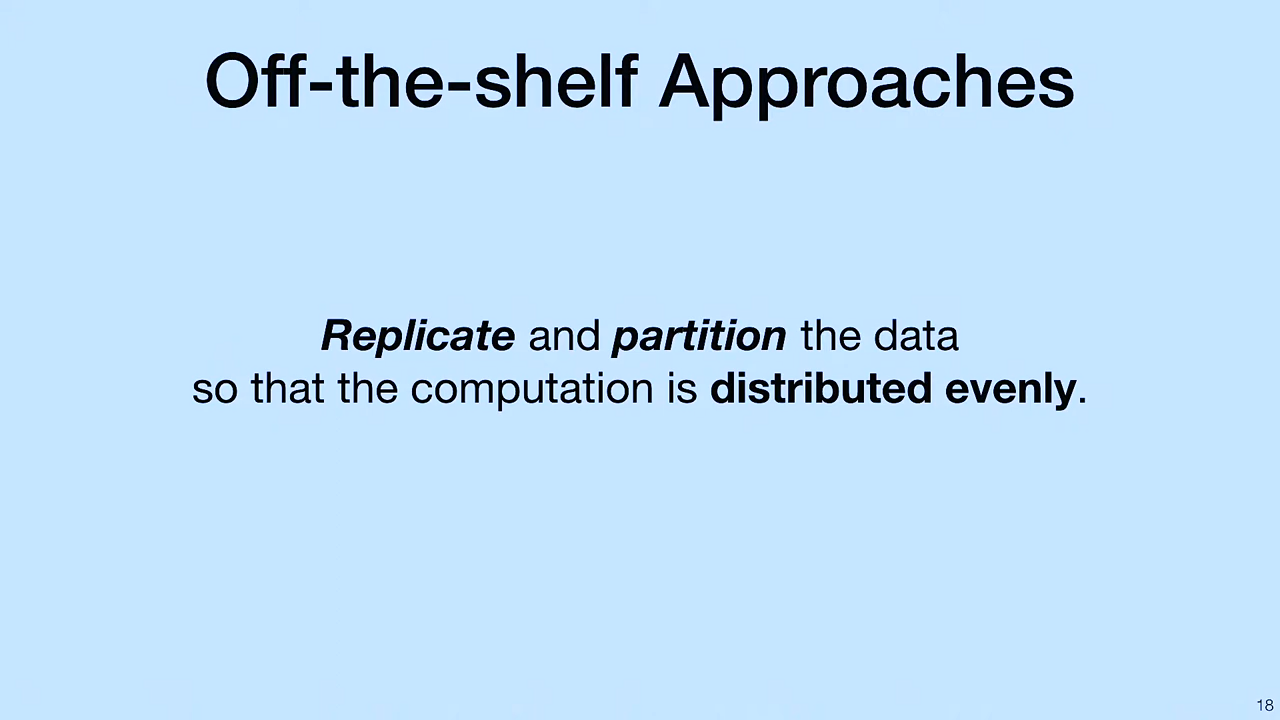 Off-the-shelf Approaches
Replicate and partition the data
so that the computation is distributed evenly.
18